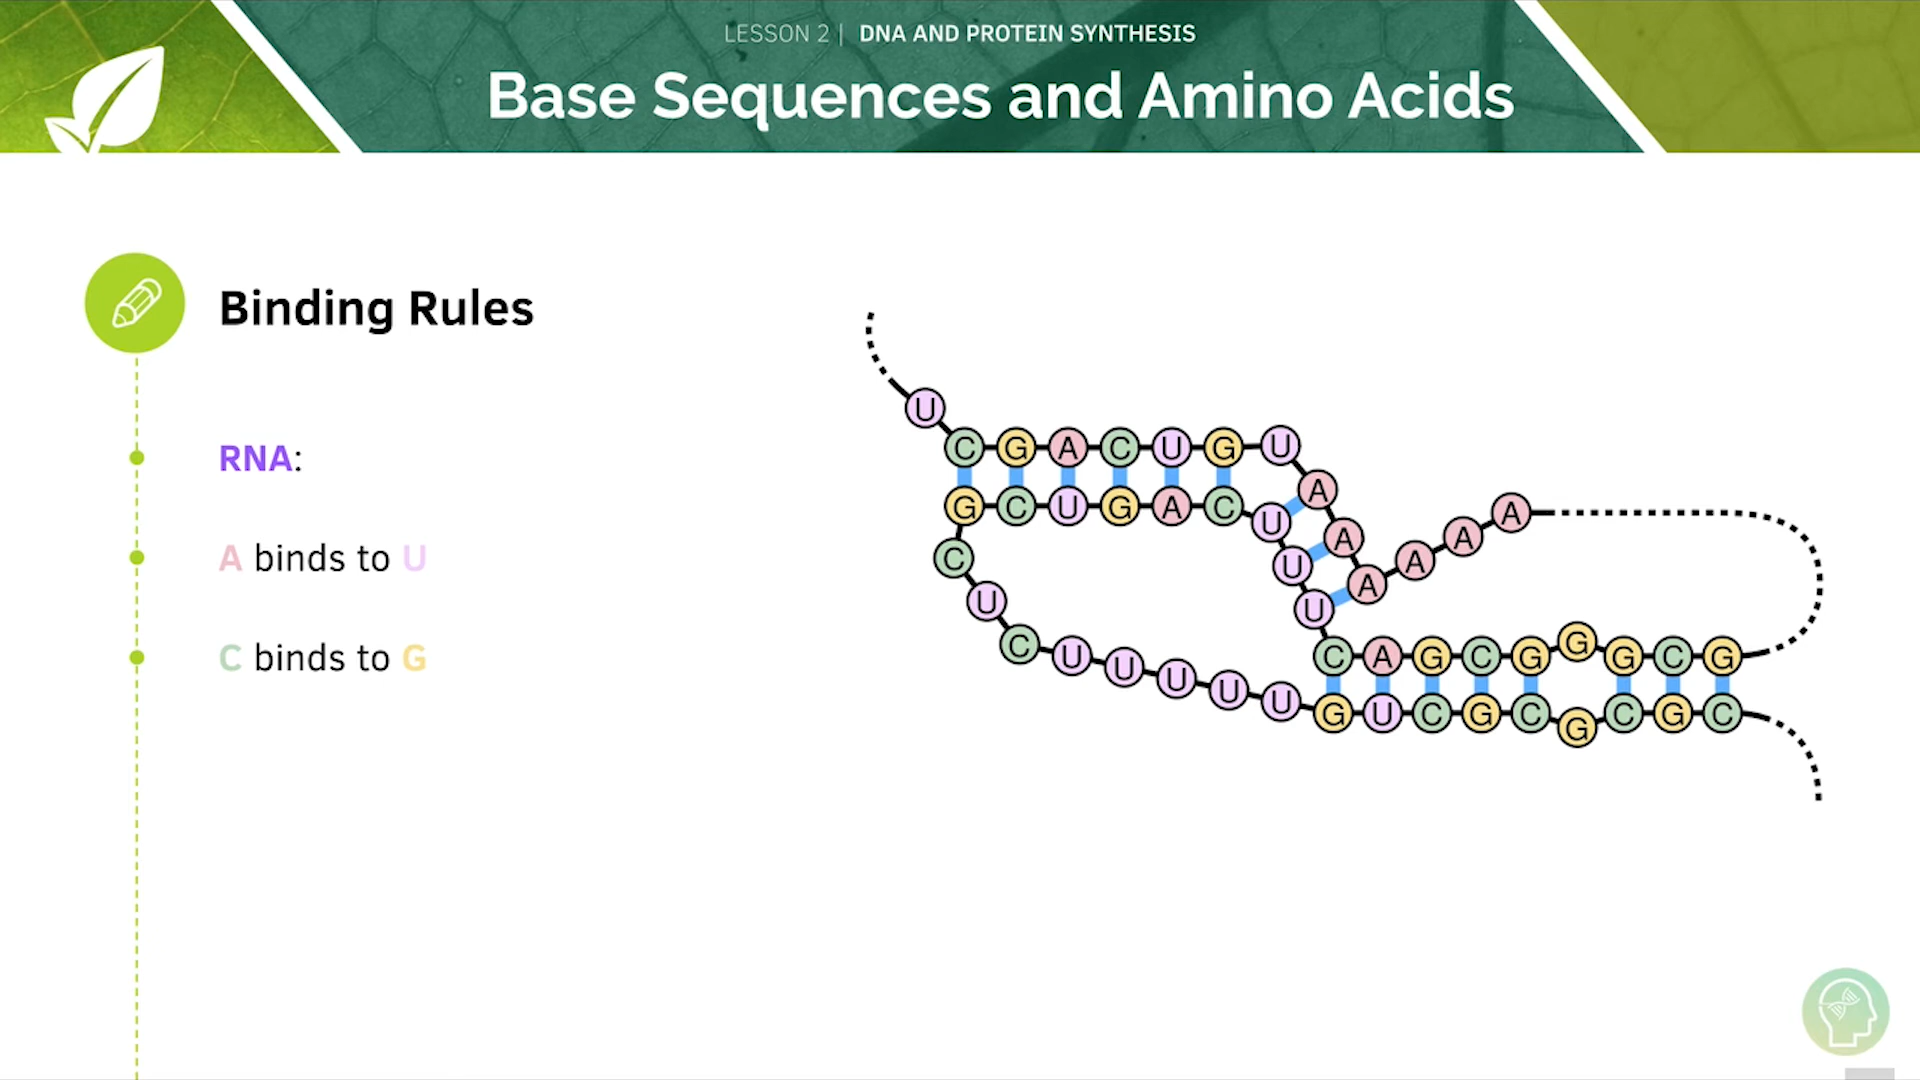 LESSON 2 | DNA AND PROTEIN SYNTHESIS
Base Sequences and Amino Acids
Binding Rules
RNA:
A binds to U
C binds to G
U
C G A C U G U
A
A
A
A
A
A
G C U G A C U
U
U
C
U
C
U
U
U
U
U
C A G C G G G C G
G U C G C G C G C